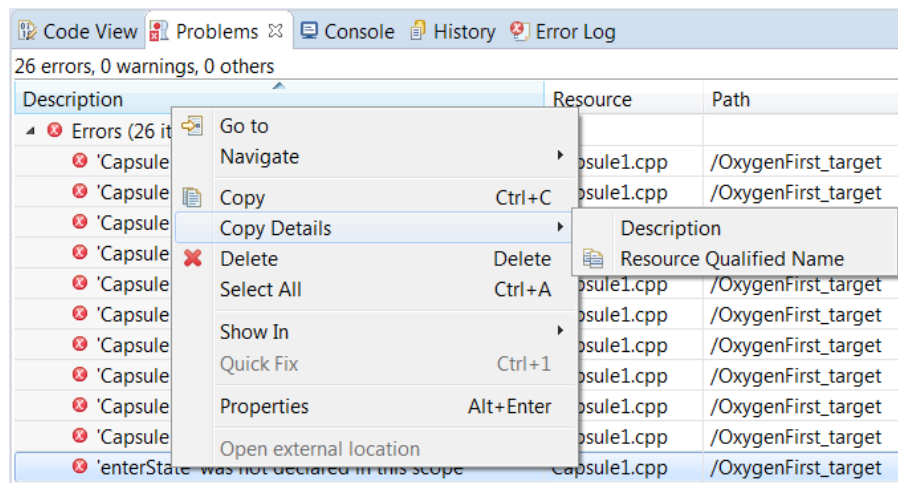 Code View Problems Console History Error Log
26 errors, 0 warnings, 0 others
Description Resource Path
Errors (26 it
Go to
Navigate
'Capsule psule1.cpp /OxygenFirst_target
'Capsule Copy Ctrl+C psule1.cpp /OxygenFirst_target
'Capsule Copy Details Description
'Capsule Delete Delete Resource Qualified Name
'Capsule Select All Ctrl+A psule1.cpp /OxygenFirst_target
'Capsule psule1.cpp /OxygenFirst_target
Show In
'Capsule psule1.cpp /OxygenFirst_target
'Capsule Quick Fix Ctrl+1 psule1.cpp /OxygenFirst_target
'Capsule Properties Alt+Enter psule1.cpp /OxygenFirst_target
'Capsule psule1.cpp /OxygenFirst_target
Open external location
'enterState' was not declared in this scope Capsule1.cpp /OxygenFirst_target